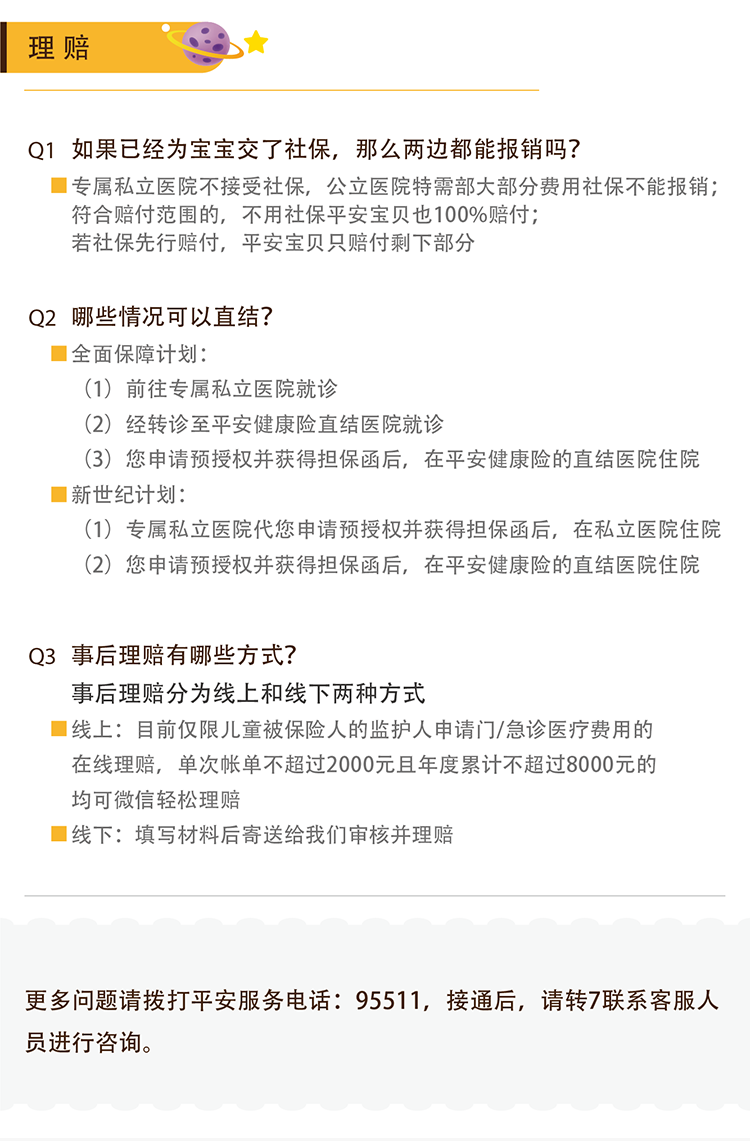 理赔
Q1 如果已经为宝宝交了社保，那么两边都能报销吗？
专属私立医院不接受社保，公立医院特需部大部分费用社保不能报销；
符合赔付范围的，不用社保平安宝贝也100%赔付；
若社保先行赔付，平安宝贝只赔付剩下部分
Q2 哪些情况可以直结？
全面保障计划：
（1）前往专属私立医院就诊
（2）经转诊至平安健康险直结医院就诊
（3）您申请预授权并获得担保函后，在平安健康险的直结医院住院
新世纪计划：
（1）专属私立医院代您申请预授权并获得担保函后，在私立医院住院
（2）您申请预授权并获得担保函后，在平安健康险的直结医院住院
Q3 事后理赔有哪些方式？
事后理赔分为线上和线下两种方式
线上：目前仅限儿童被保险人的监护人申请门/急诊医疗费用的
在线理赔，单次帐单不超过2000元且年度累计不超过8000元的
均可微信轻松理赔
线下：填写材料后寄送给我们审核并理赔
更多问题请拨打平安服务电话：95511，接通后，请转7联系客服人
员进行咨询。